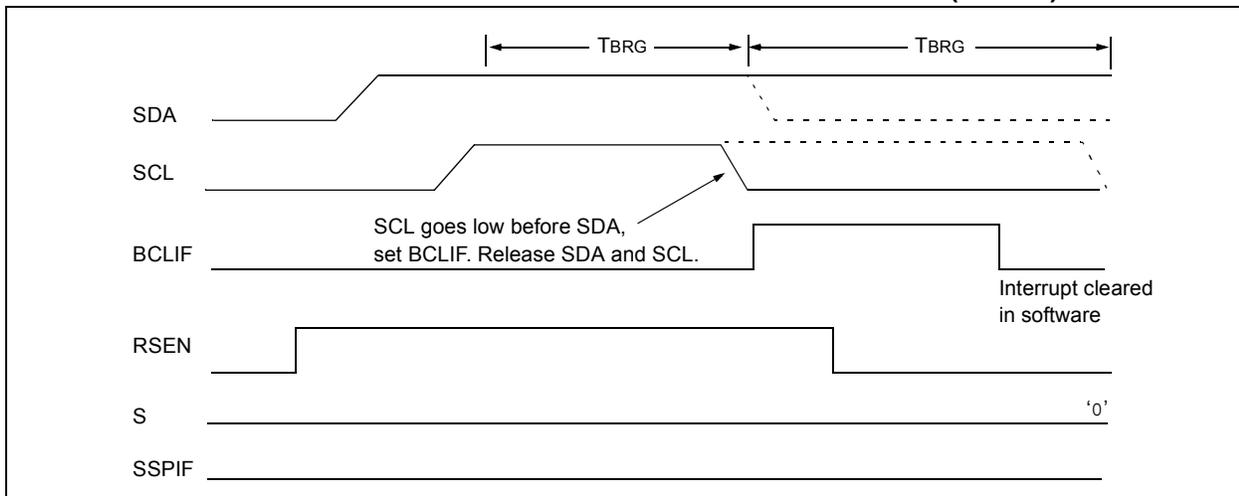 TBRG TBRG
SDA
SCL
SCL goes low before SDA,
set BCLIF. Release SDA and SCL.
BCLIF
Interrupt cleared
in software
RSEN
S ‘0’
SSPIF